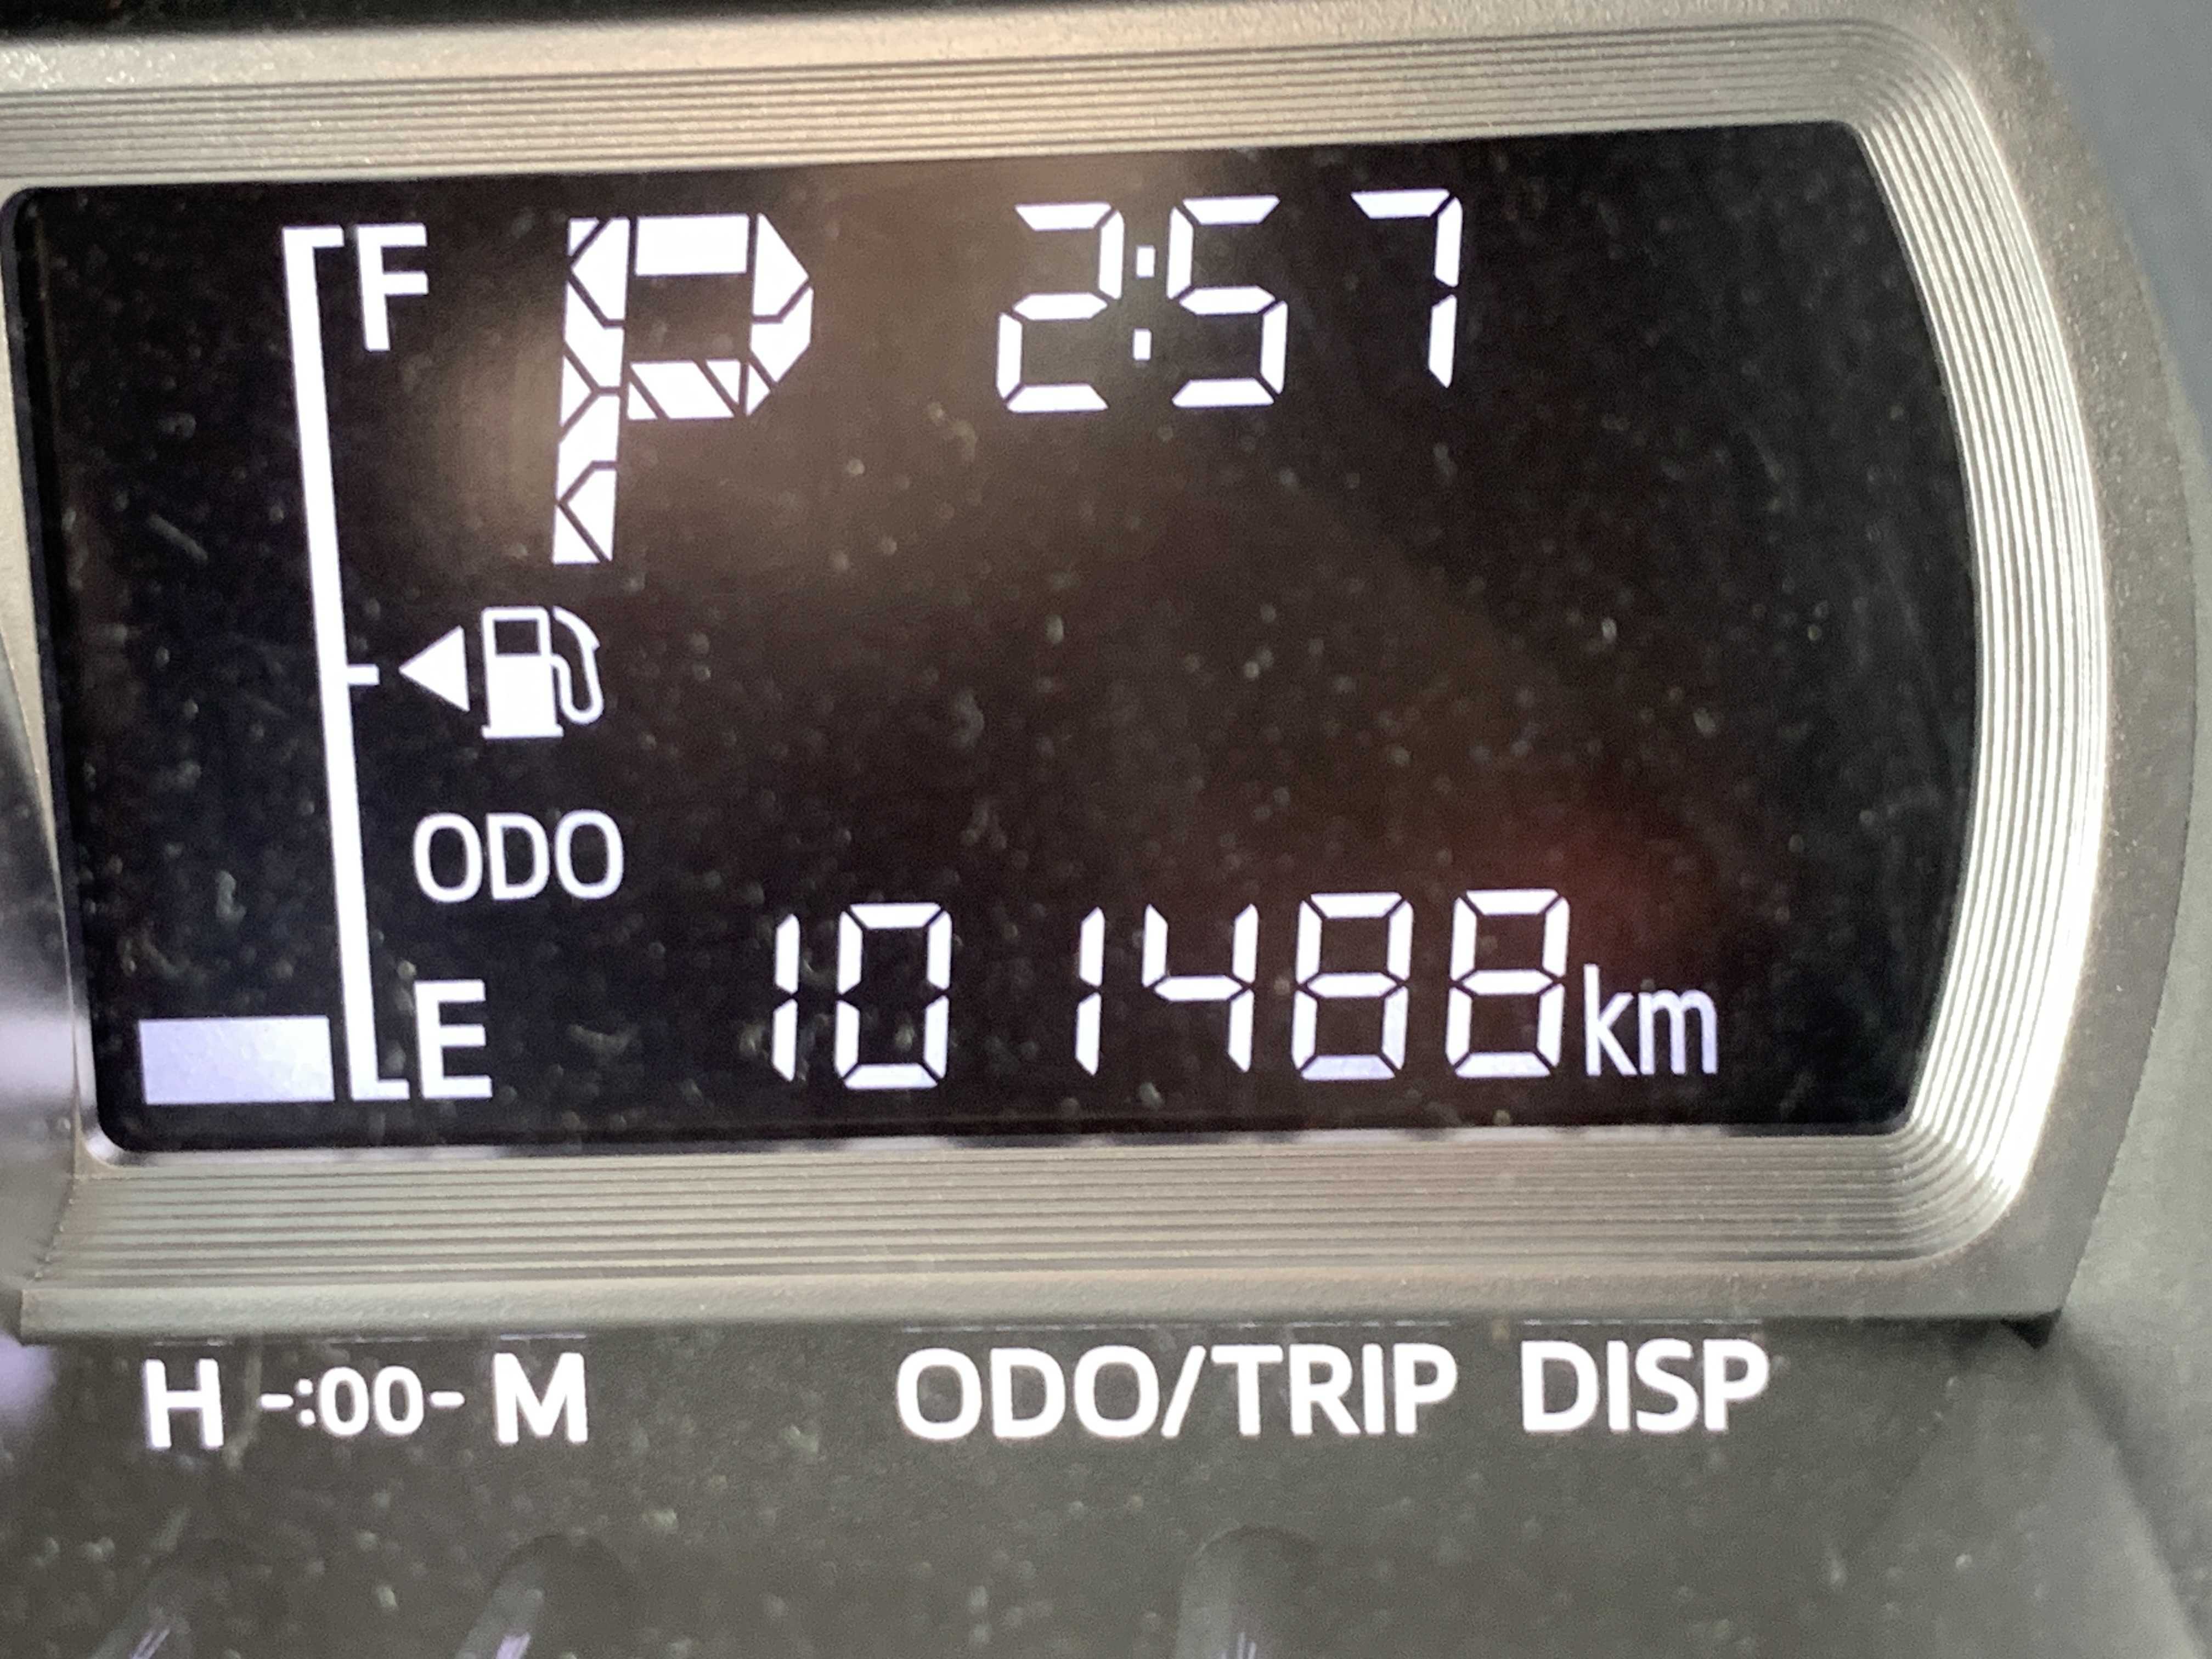 F P 2:57
ODO
E 101488km
H -:00- M ODO/TRIP DISP